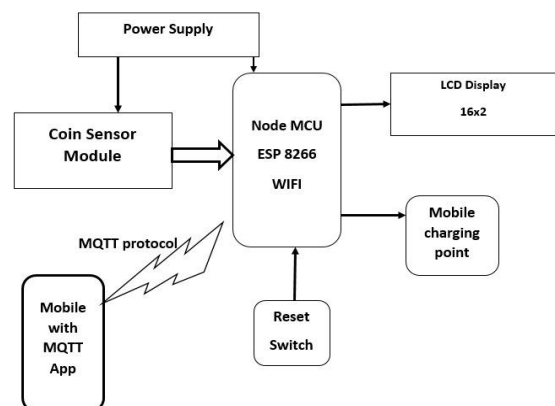 Power Supply
LCD Display
16x2
Node MCU
ESP 8266
WIFI
Coin Sensor
Module
Mobile
charging
point
MQTT protocol
Reset
Switch
Mobile
with
MQTT
App